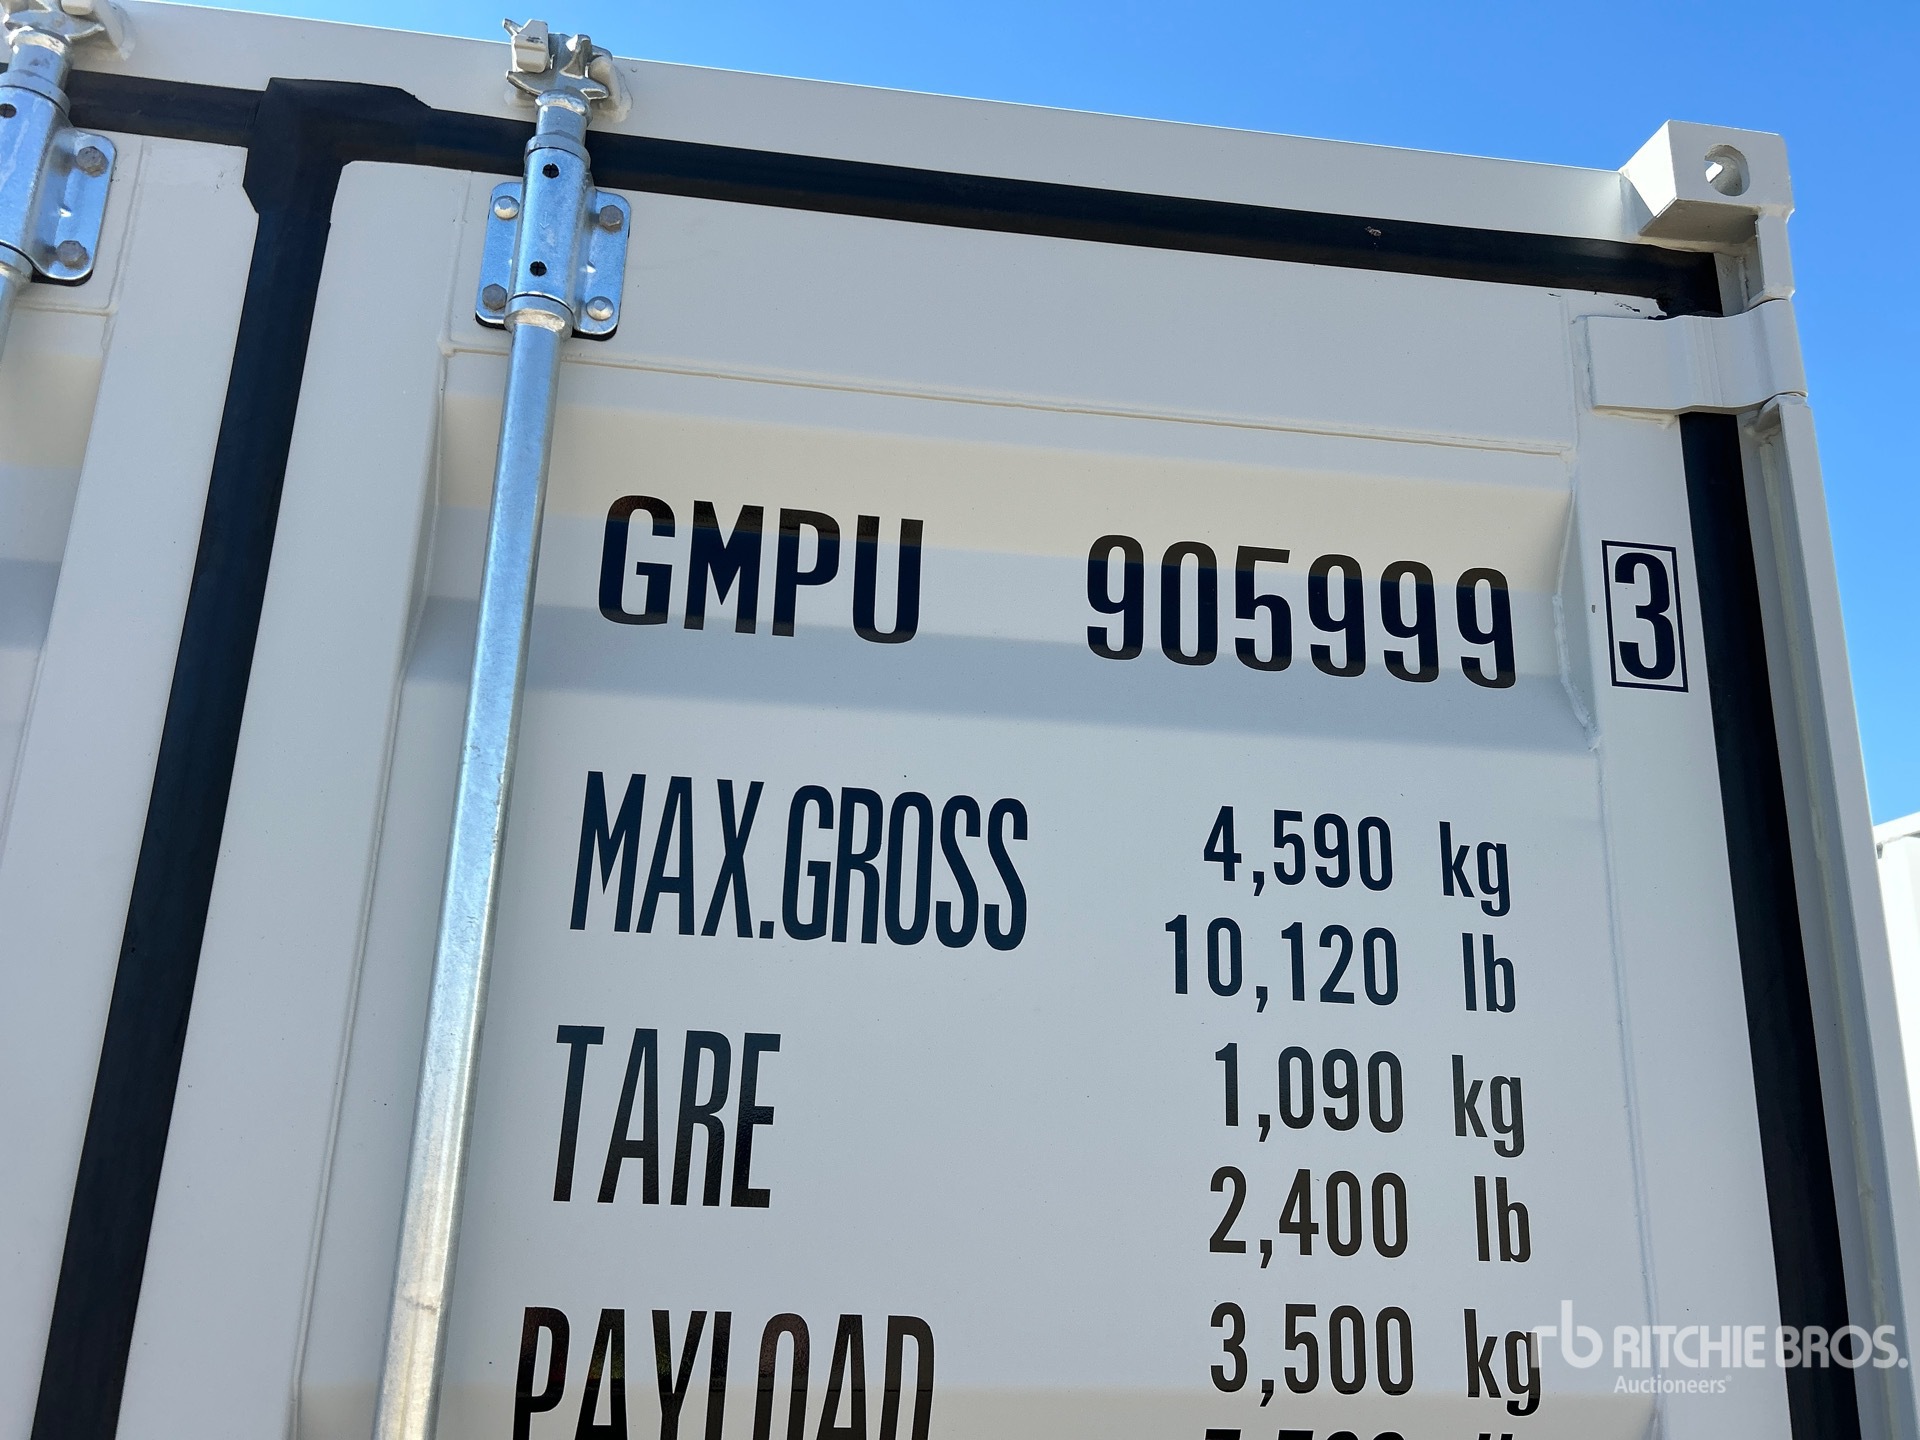 GMPU 905999 3
MAX.GROSS 4,590 kg
10,120 lb
TARE 1,090 kg
2,400 lb
PAYLOAD 3,500 kg
rb RITCHIE BROS.
Auctioneers